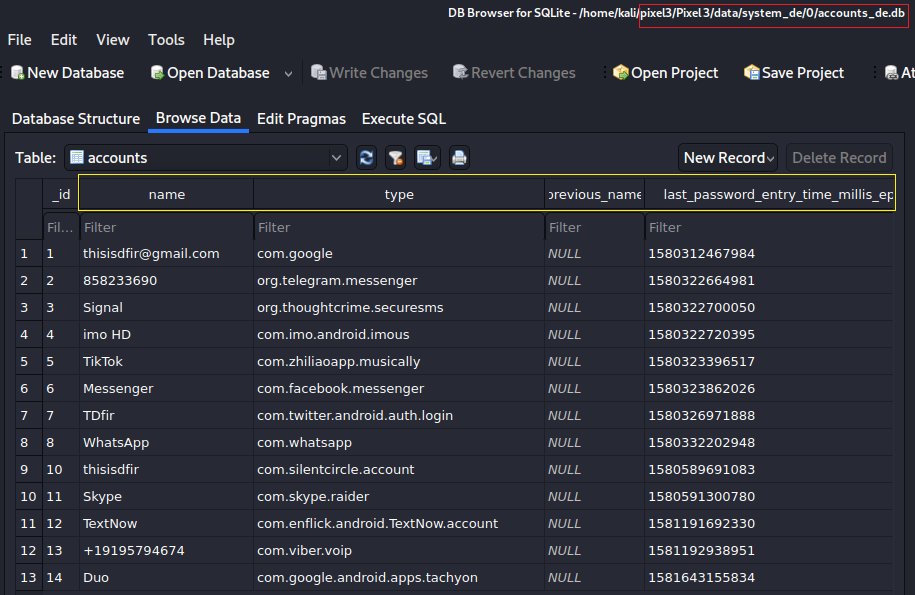 DB Browser for SQLite - /home/kali/pixel3/Pixel 3/data/system_de/0/accounts_de.db
File Edit View Tools Help
New Database Open Database Write Changes Revert Changes Open Project Save Project At
Database Structure Browse Data Edit Pragmas Execute SQL
Table: accounts New Record Delete Record
_id name type previous_name last_password_entry_time_millis_ep
Fil... Filter Filter Filter Filter
1 1 thisisdfir@gmail.com com.google NULL 1580312467984
2 2 858233690 org.telegram.messenger NULL 1580322664981
3 3 Signal org.thoughtcrime.securesms NULL 1580322700050
4 4 imo HD com.imo.android.imous NULL 1580322720395
5 5 TikTok com.zhiliaoapp.musically NULL 1580323396517
6 6 Messenger com.facebook.messenger NULL 1580323862026
7 7 TDfir com.twitter.android.auth.login NULL 1580326971888
8 8 WhatsApp com.whatsapp NULL 1580332202948
9 10 thisisdfir com.silentcircle.account NULL 1580589691083
10 11 Skype com.skype.raider NULL 1580591300780
11 12 TextNow com.enflick.android.TextNow.account NULL 1581191692330
12 13 +19195794674 com.viber.voip NULL 1581192938951
13 14 Duo com.google.android.apps.tachyon NULL 1581643155834